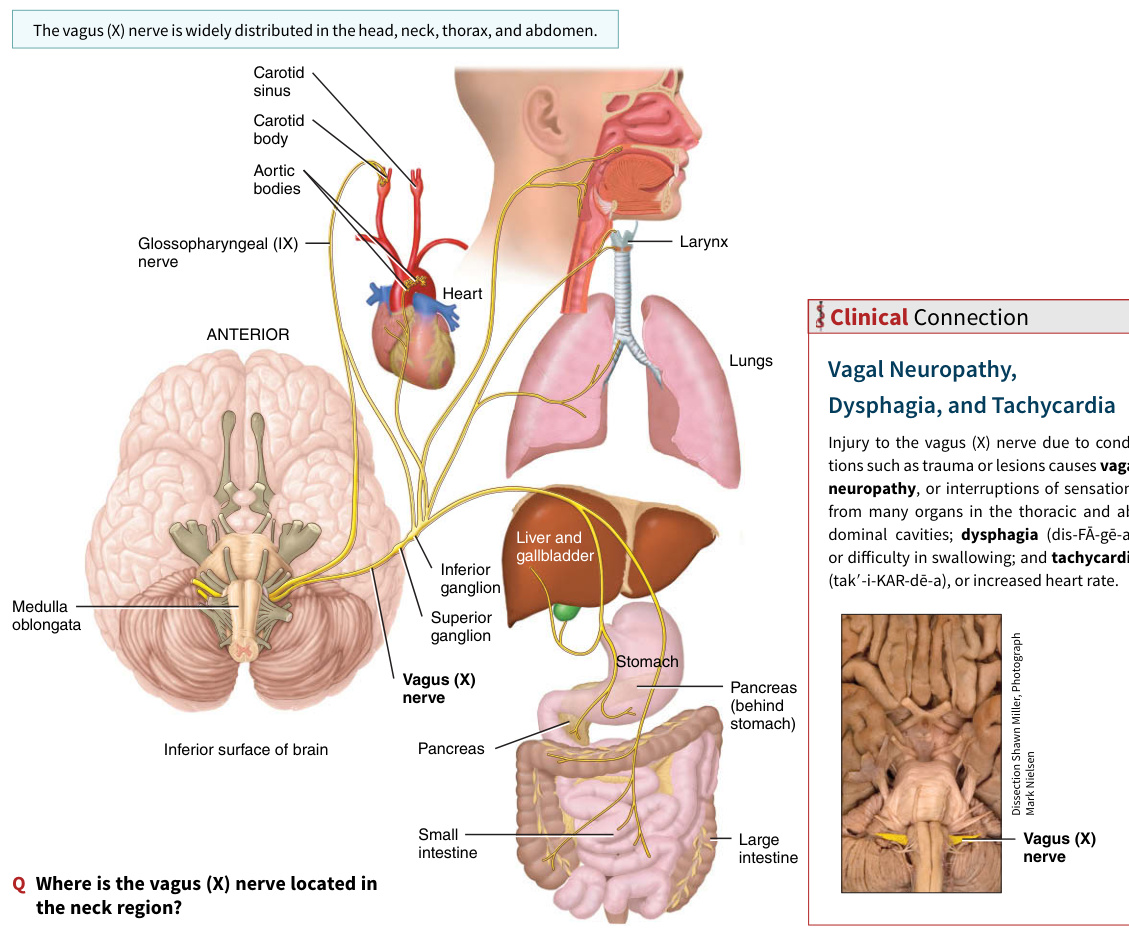 The vagus (X) nerve is widely distributed in the head, neck, thorax, and abdomen.
Carotid
sinus
Carotid
body
Aortic
bodies
Glossopharyngeal (IX)
nerve
Larynx
Heart
ANTERIOR
Lungs
Liver and
gallbladder
Inferior
ganglion
Superior
ganglion
Medulla
oblongata
Vagus (X)
nerve
Stomach
Pancreas
(behind
stomach)
Pancreas
Inferior surface of brain
Small
intestine
Large
intestine
Q Where is the vagus (X) nerve located in
the neck region?
Clinical Connection
Vagal Neuropathy,
Dysphagia, and Tachycardia
Injury to the vagus (X) nerve due to cond
tions such as trauma or lesions causes vaga
neuropathy, or interruptions of sensation
from many organs in the thoracic and ab
dominal cavities; dysphagia (dis-FĀ-gē-a
or difficulty in swallowing; and tachycardi
(tak′-i-KAR-dē-a), or increased heart rate.
Dissection Shawn Miller, Photograph
Mark Nielsen
Vagus (X)
nerve